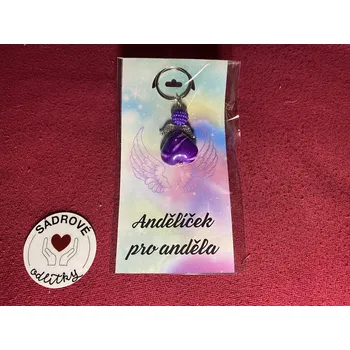 Andělíček
pro anděla
SÁDROVÉ
odlitky